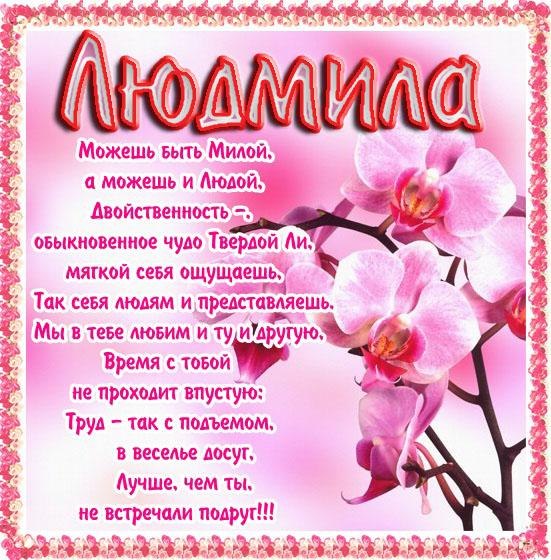 Людмила
Можешь быть Милой,
а можешь и Людой,
Двойственность –,
обыкновенное чудо Твердой Ли,
мягкой себя ощущаешь,
Так себя людям и представляешь.
Мы в тебе любим и ту и другую,
Время с тобой
не проходит впустую:
Труд – так с подъемом,
в веселье досуг,
Лучше, чем ты,
не встречали подруг!!!